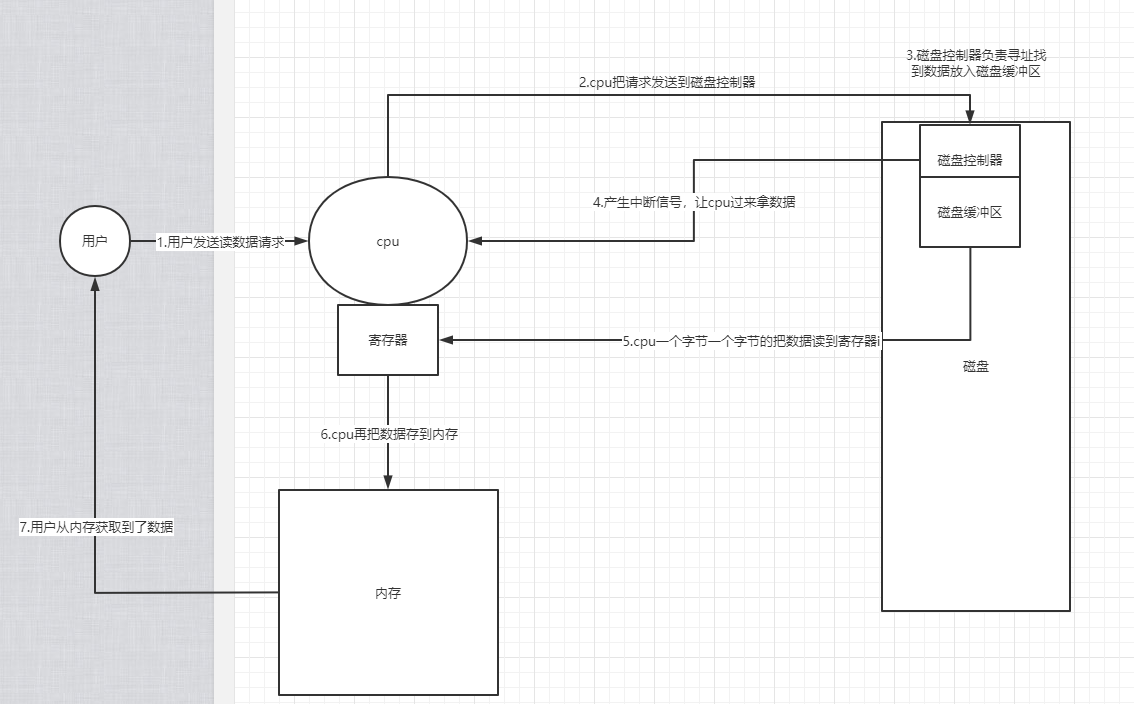 3.磁盘控制器负责寻址找
到数据放入磁盘缓冲区
2.cpu把请求发送到磁盘控制器
磁盘控制器
4.产生中断信号，让cpu过来拿数据
磁盘缓冲区
用户
1.用户发送读数据请求
cpu
寄存器
5.cpu一个字节一个字节的把数据读到寄存器i
磁盘
6.cpu再把数据存到内存
7.用户从内存获取到了数据
内存